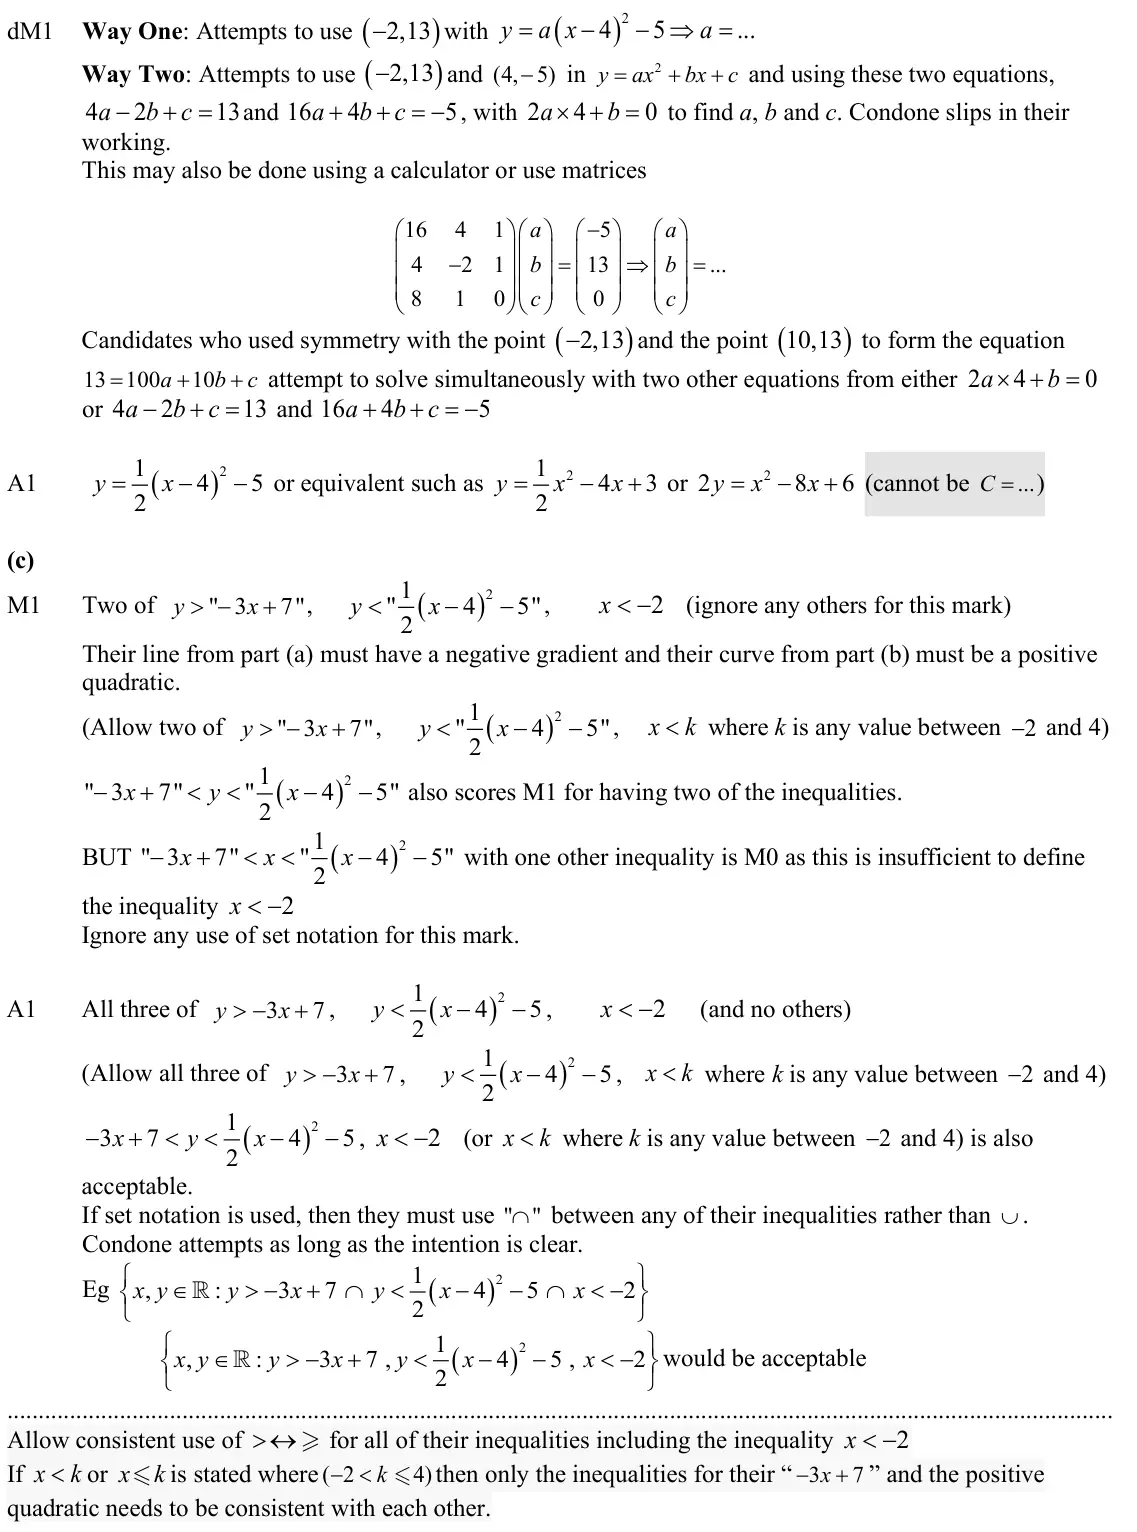 dM1 Way One: Attempts to use (−2,13) with y = a(x−4)² − 5 ⇒ a = ...
Way Two: Attempts to use (−2,13) and (4,−5) in y = ax² + bx + c and using these two equations,
4a − 2b + c = 13 and 16a + 4b + c = −5, with 2a×4 + b = 0 to find a, b and c. Condone slips in their
working.
This may also be done using a calculator or use matrices
(16 4 1; 4 −2 1; 8 1 0)(a; b; c) = (−5; 13; 0) ⇒ (a; b; c) = ...
Candidates who used symmetry with the point (−2,13) and the point (10,13) to form the equation
13 = 100a + 10b + c attempt to solve simultaneously with two other equations from either 2a×4 + b = 0
or 4a − 2b + c = 13 and 16a + 4b + c = −5
A1 y = 1/2(x−4)² − 5 or equivalent such as y = 1/2x² − 4x + 3 or 2y = x² − 8x + 6 (cannot be C = ...)
(c)
M1 Two of y > "−3x + 7", y < "1/2(x−4)² − 5", x < −2 (ignore any others for this mark)
Their line from part (a) must have a negative gradient and their curve from part (b) must be a positive
quadratic.
(Allow two of y > "−3x + 7", y < "1/2(x−4)² − 5", x < k where k is any value between −2 and 4)
"−3x + 7" < y < "1/2(x−4)² − 5" also scores M1 for having two of the inequalities.
BUT "−3x + 7" < x < "1/2(x−4)² − 5" with one other inequality is M0 as this is insufficient to define
the inequality x < −2
Ignore any use of set notation for this mark.
A1 All three of y > −3x + 7, y < 1/2(x−4)² − 5, x < −2 (and no others)
(Allow all three of y > −3x + 7, y < 1/2(x−4)² − 5, x < k where k is any value between −2 and 4)
−3x + 7 < y < 1/2(x−4)² − 5, x < −2 (or x < k where k is any value between −2 and 4) is also
acceptable.
If set notation is used, then they must use "∩" between any of their inequalities rather than ∪.
Condone attempts as long as the intention is clear.
Eg {x, y ∈ ℝ : y > −3x + 7 ∩ y < 1/2(x−4)² − 5 ∩ x < −2}
{x, y ∈ ℝ : y > −3x + 7 , y < 1/2(x−4)² − 5 , x < −2} would be acceptable
................................................................................
Allow consistent use of > ↔ ⩾ for all of their inequalities including the inequality x < −2
If x < k or x ⩽ k is stated where (−2 < k ⩽ 4) then only the inequalities for their “ −3x + 7 ” and the positive
quadratic needs to be consistent with each other.